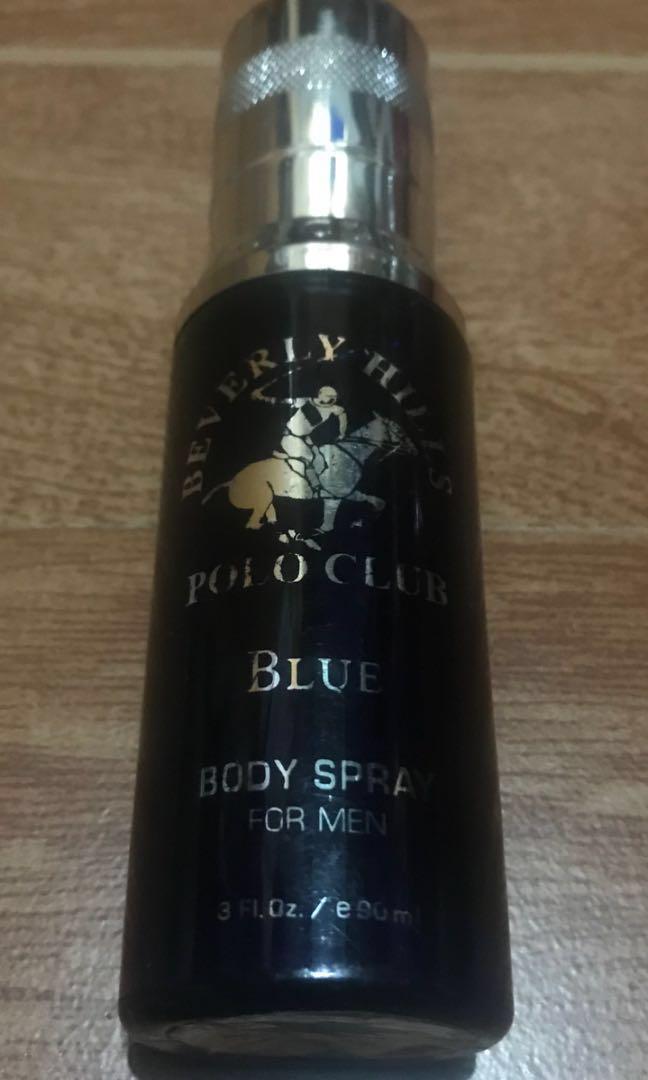 BEVERLY HILLS
POLO CLUB
BLUE
BODY SPRAY
FOR MEN
3 Fl. Oz. / e 90 ml